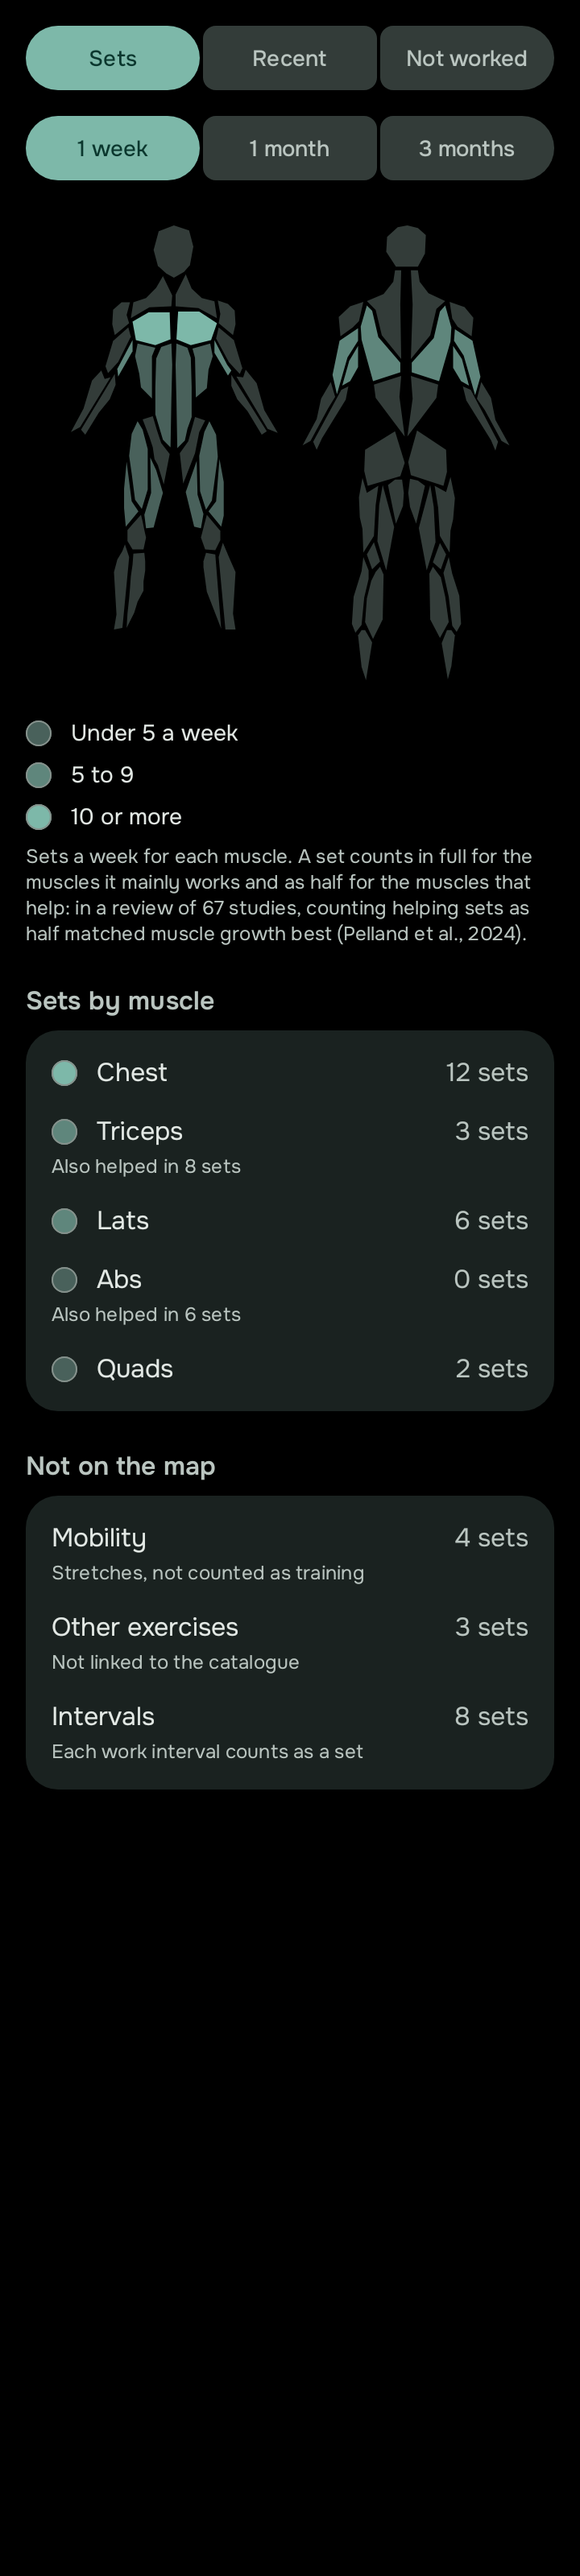 Sets
Recent
Not worked
1 week
1 month
3 months
Under 5 a week
5 to 9
10 or more
Sets a week for each muscle. A set counts in full for the
muscles it mainly works and as half for the muscles that
help: in a review of 67 studies, counting helping sets as
half matched muscle growth best (Pelland et al., 2024).
Sets by muscle
Chest 12 sets
Triceps 3 sets
Also helped in 8 sets
Lats 6 sets
Abs 0 sets
Also helped in 6 sets
Quads 2 sets
Not on the map
Mobility 4 sets
Stretches, not counted as training
Other exercises 3 sets
Not linked to the catalogue
Intervals 8 sets
Each work interval counts as a set